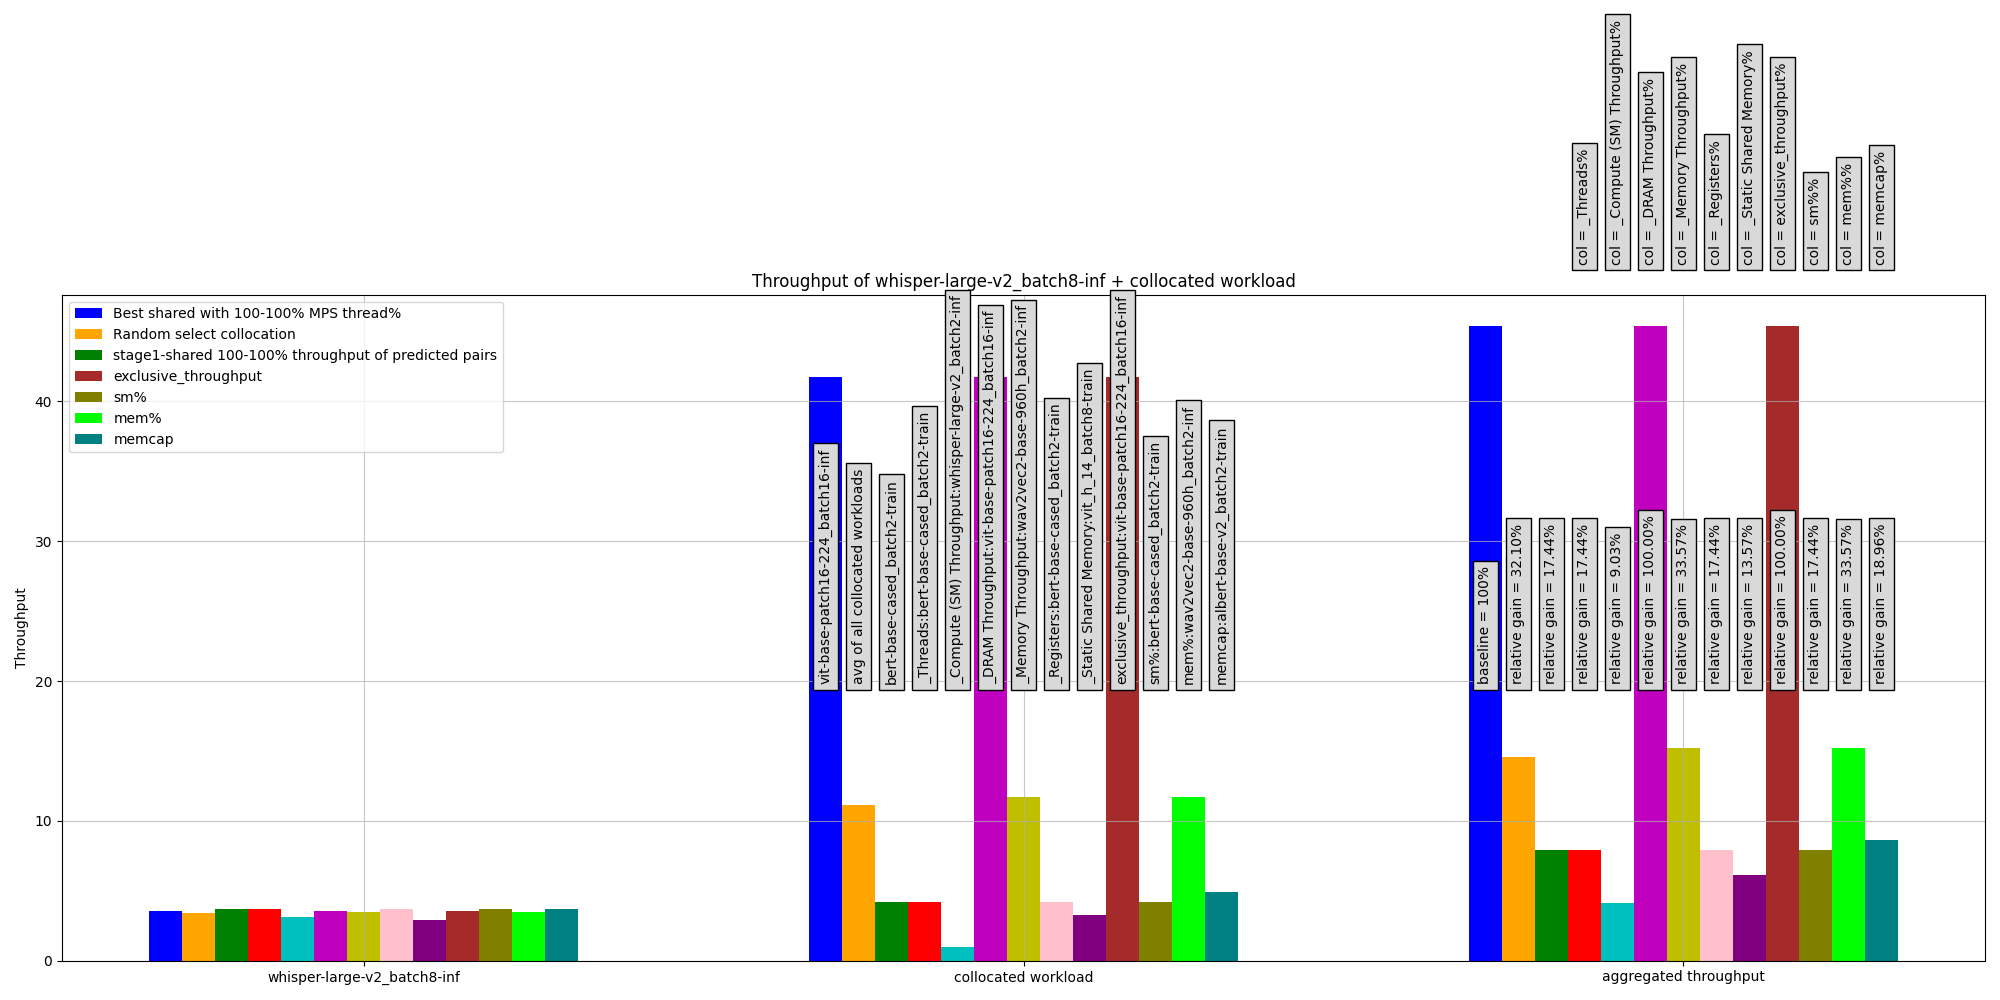 col = _Threads%
col = _Compute (SM) Throughput%
col = _DRAM Throughput%
col = _Memory Throughput%
col = _Registers%
col = _Static Shared Memory%
col = exclusive_throughput%
col = sm%%
col = mem%%
col = memcap%
Throughput of whisper-large-v2_batch8-inf + collocated workload
Best shared with 100-100% MPS thread%
Random select collocation
stage1-shared 100-100% throughput of predicted pairs
exclusive_throughput
sm%
mem%
memcap
vit-base-patch16-224_batch16-inf
avg of all collocated workloads
bert-base-cased_batch2-train
_Threads:bert-base-cased_batch2-train
_Compute (SM) Throughput:whisper-large-v2_batch2-inf
_DRAM Throughput:vit-base-patch16-224_batch16-inf
_Memory Throughput:wav2vec2-base-960h_batch2-inf
_Registers:bert-base-cased_batch2-train
_Static Shared Memory:vit_h_14_batch8-train
exclusive_throughput:vit-base-patch16-224_batch16-inf
sm%:bert-base-cased_batch2-train
mem%:wav2vec2-base-960h_batch2-inf
memcap:albert-base-v2_batch2-train
baseline = 100%
relative gain = 32.10%
relative gain = 17.44%
relative gain = 17.44%
relative gain = 9.03%
relative gain = 100.00%
relative gain = 33.57%
relative gain = 17.44%
relative gain = 13.57%
relative gain = 100.00%
relative gain = 17.44%
relative gain = 33.57%
relative gain = 18.96%
Throughput
40
30
20
10
0
whisper-large-v2_batch8-inf
collocated workload
aggregated throughput